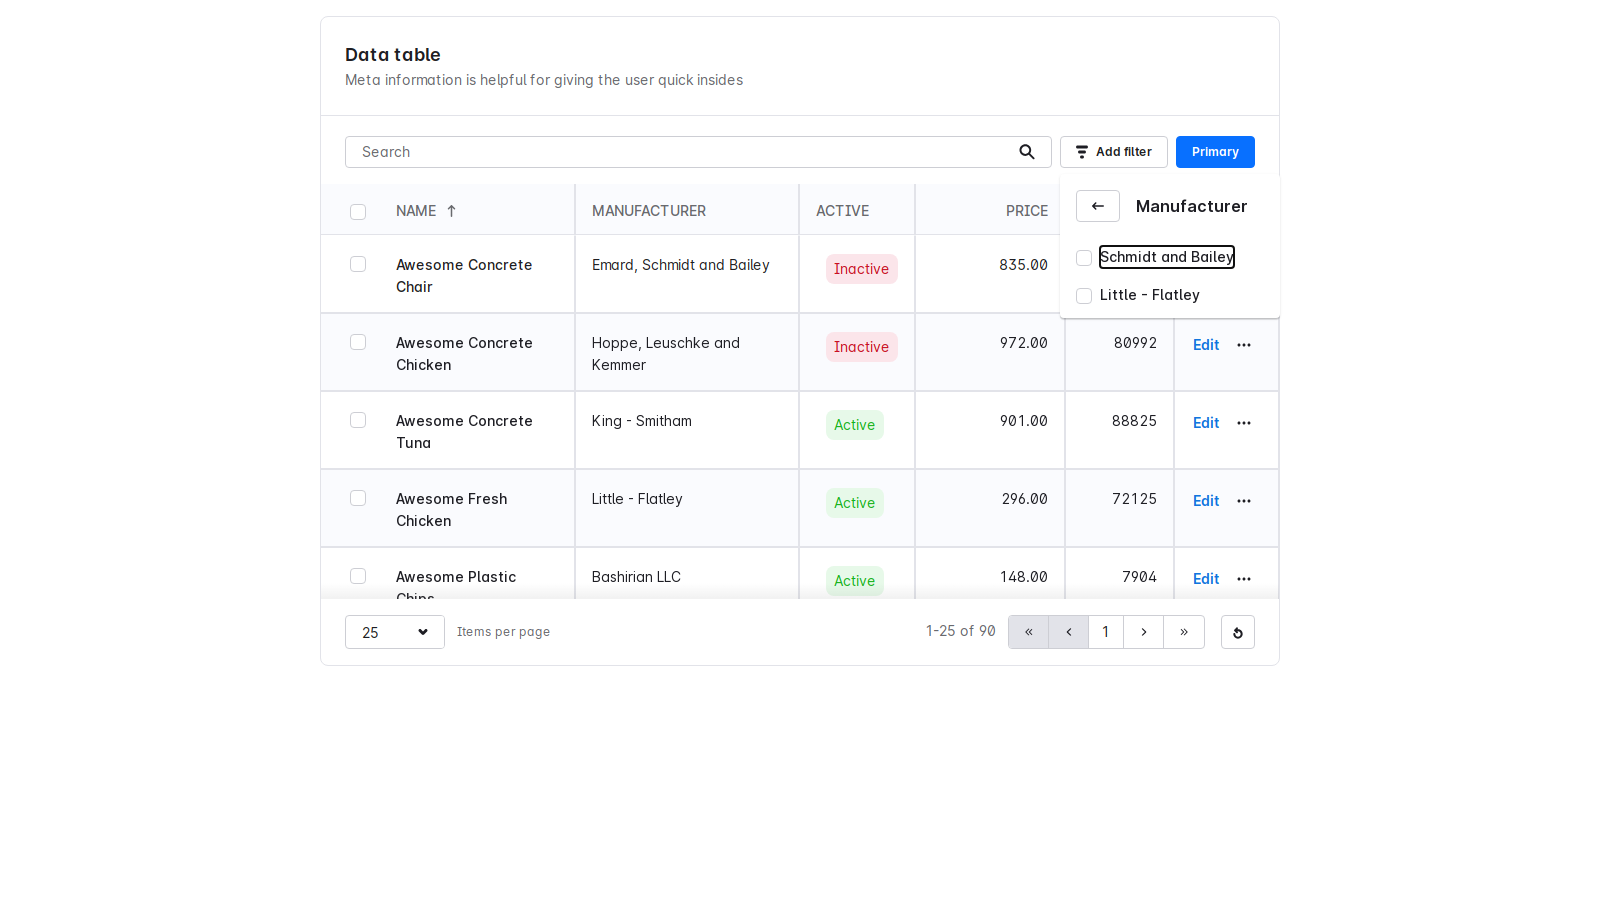 Data table
Meta information is helpful for giving the user quick insides
Search
Add filter
Primary
NAME
MANUFACTURER
ACTIVE
PRICE
Manufacturer
Schmidt and Bailey
Little - Flatley
Awesome Concrete
Chair
Emard, Schmidt and Bailey
Inactive
835.00
Awesome Concrete
Chicken
Hoppe, Leuschke and
Kemmer
Inactive
972.00
80992
Edit
Awesome Concrete
Tuna
King - Smitham
Active
901.00
88825
Edit
Awesome Fresh
Chicken
Little - Flatley
Active
296.00
72125
Edit
Awesome Plastic
Chips
Bashirian LLC
Active
148.00
7904
Edit
25
Items per page
1-25 of 90
«
‹
1
›
»